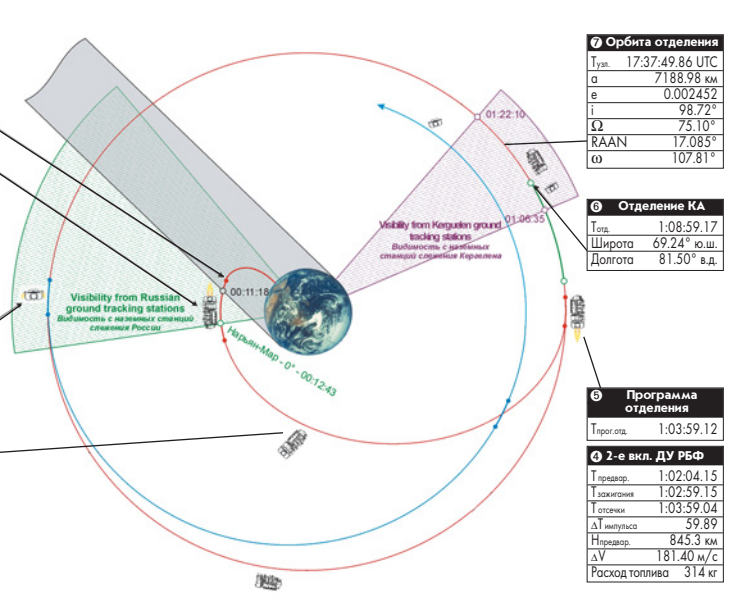 01:22:10
Visibility from Kerguelen ground
tracking stations
Видимость с наземных
станций слежения Кергелена
01:06:35
00:11:18
Visibility from Russian
ground tracking stations
Видимость с наземных станций
слежения России
Нарьян-Мар - 0° - 00:12:43
7 Орбита отделения
Tузл. 17:37:49.86 UTC
a 7188.98 км
e 0.002452
i 98.72°
Ω 75.10°
RAAN 17.085°
ω 107.81°
6 Отделение КА
Tотд. 1:08:59.17
Широта 69.24° ю.ш.
Долгота 81.50° в.д.
5 Программа
отделения
Tпрог.отд. 1:03:59.12
4 2-е вкл. ДУ РБФ
Tпредвар. 1:02:04.15
Tзажигания 1:02:59.15
Tотсечки 1:03:59.04
ΔTимпульса 59.89
Hпредвар. 845.3 км
ΔV 181.40 м/с
Расход топлива 314 кг